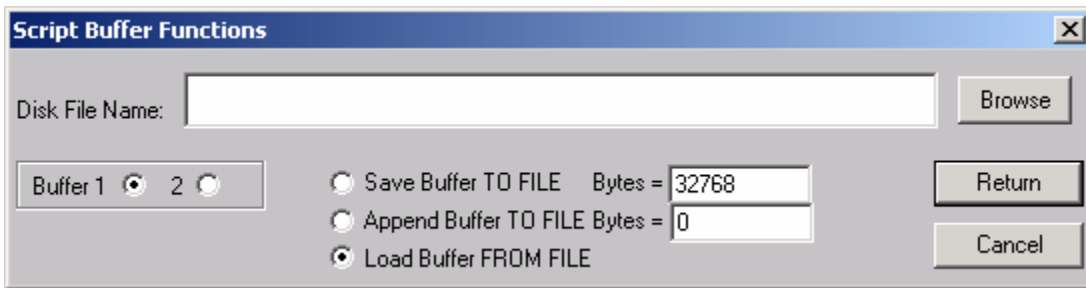 Script Buffer Functions
Disk File Name:
Browse
Buffer 1 2
Save Buffer TO FILE Bytes = 32768
Append Buffer TO FILE Bytes = 0
Load Buffer FROM FILE
Return
Cancel